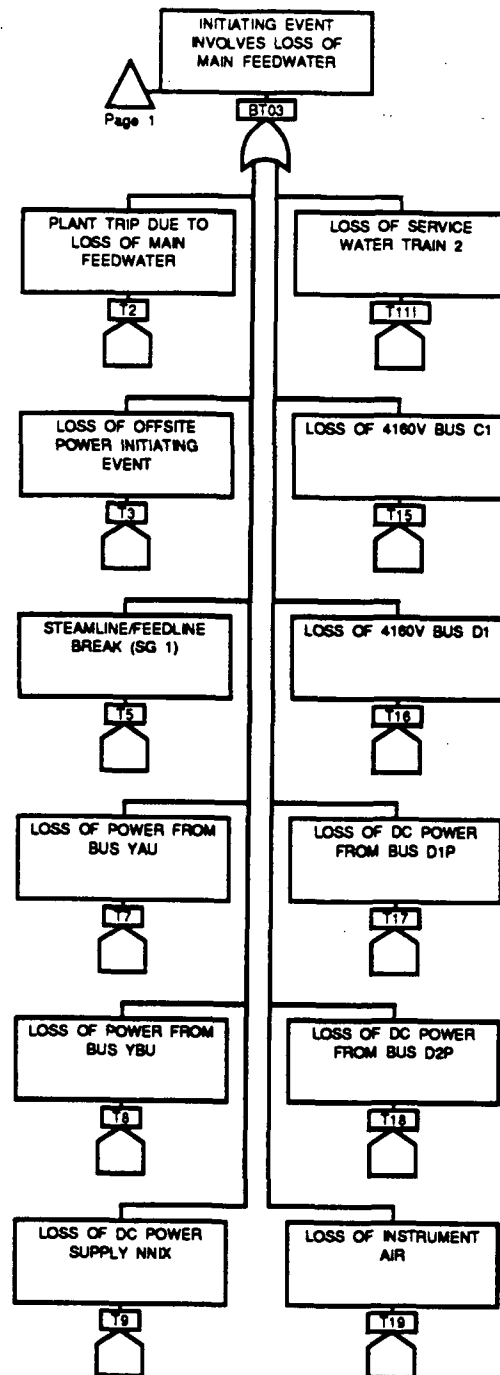 INITIATING EVENT
INVOLVES LOSS OF
MAIN FEEDWATER
Page 1
BT03
PLANT TRIP DUE TO
LOSS OF MAIN
FEEDWATER
T2
LOSS OF SERVICE
WATER TRAIN 2
T11I
LOSS OF OFFSITE
POWER INITIATING
EVENT
T3
LOSS OF 4160V BUS C1
T15
STEAMLINE/FEEDLINE
BREAK (SG 1)
T5
LOSS OF 4160V BUS D1
T16
LOSS OF POWER FROM
BUS YAU
T7
LOSS OF DC POWER
FROM BUS D1P
T17
LOSS OF POWER FROM
BUS YBU
T8
LOSS OF DC POWER
FROM BUS D2P
T18
LOSS OF DC POWER
SUPPLY NNIX
T9
LOSS OF INSTRUMENT
AIR
T19